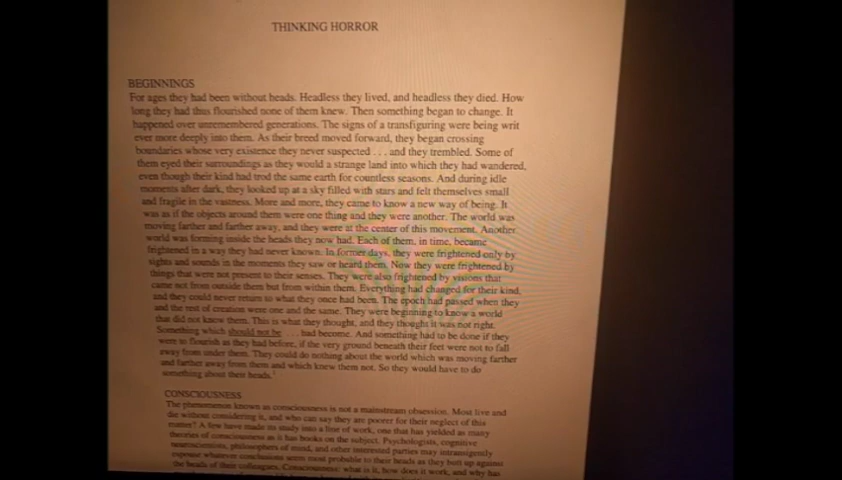 THINKING HORROR
BEGINNINGS
For ages they had been without heads. Headless they lived, and headless they died. How
long they had thus flourished none of them knew. Then something began to change. It
happened over unremembered generations. The signs of a transfiguring were being writ
ever more deeply into them. As their breed moved forward, they began crossing
boundaries whose very existence they never suspected . . . and they trembled. Some of
them eyed their surroundings as they would a strange land into which they had wandered,
even though their kind had trod the same earth for countless seasons. And during idle
moments after dark, they looked up at a sky filled with stars and felt themselves small
and fragile in the vastness. More and more, they came to know a new way of being. It
was as if the objects around them were one thing and they were another. The world was
moving farther and farther away, and they were at the center of this movement. Another
world was forming inside the heads they now had. Each of them, in time, became
frightened in a way they had never known. In former days, they were frightened only by
sights and sounds in the moments they saw or heard them. Now they were frightened by
things that were not present to their senses. They were also frightened by visions that
came not from outside them but from within them. Everything had changed for their kind,
and they could never return to what they once had been. The epoch had passed when they
and the rest of creation were one and the same. They were beginning to know a world
that did not know them. This is what they thought, and they thought it was not right.
Something which should not be . . . had become. And something had to be done if they
were to flourish as they had before, if the very ground beneath their feet were not to fall
away from under them. They could do nothing about the world which was moving farther
and farther away from them and which knew them not. So they would have to do
something about their heads.
CONSCIOUSNESS
The phenomenon known as consciousness is not a mainstream obsession. Most live and
die without considering it, and who can say they are poorer for their neglect of this
matter? A few have made its study into a line of work, one that has yielded as many
theories of consciousness as it has books on the subject. Psychologists, cognitive
neuroscientists, philosophers of mind, and other interested parties may intransigently
espouse whatever conclusions seem most probable to their heads as they butt up against
the heads of their colleagues. Consciousness: what is it, how does it work, and why has